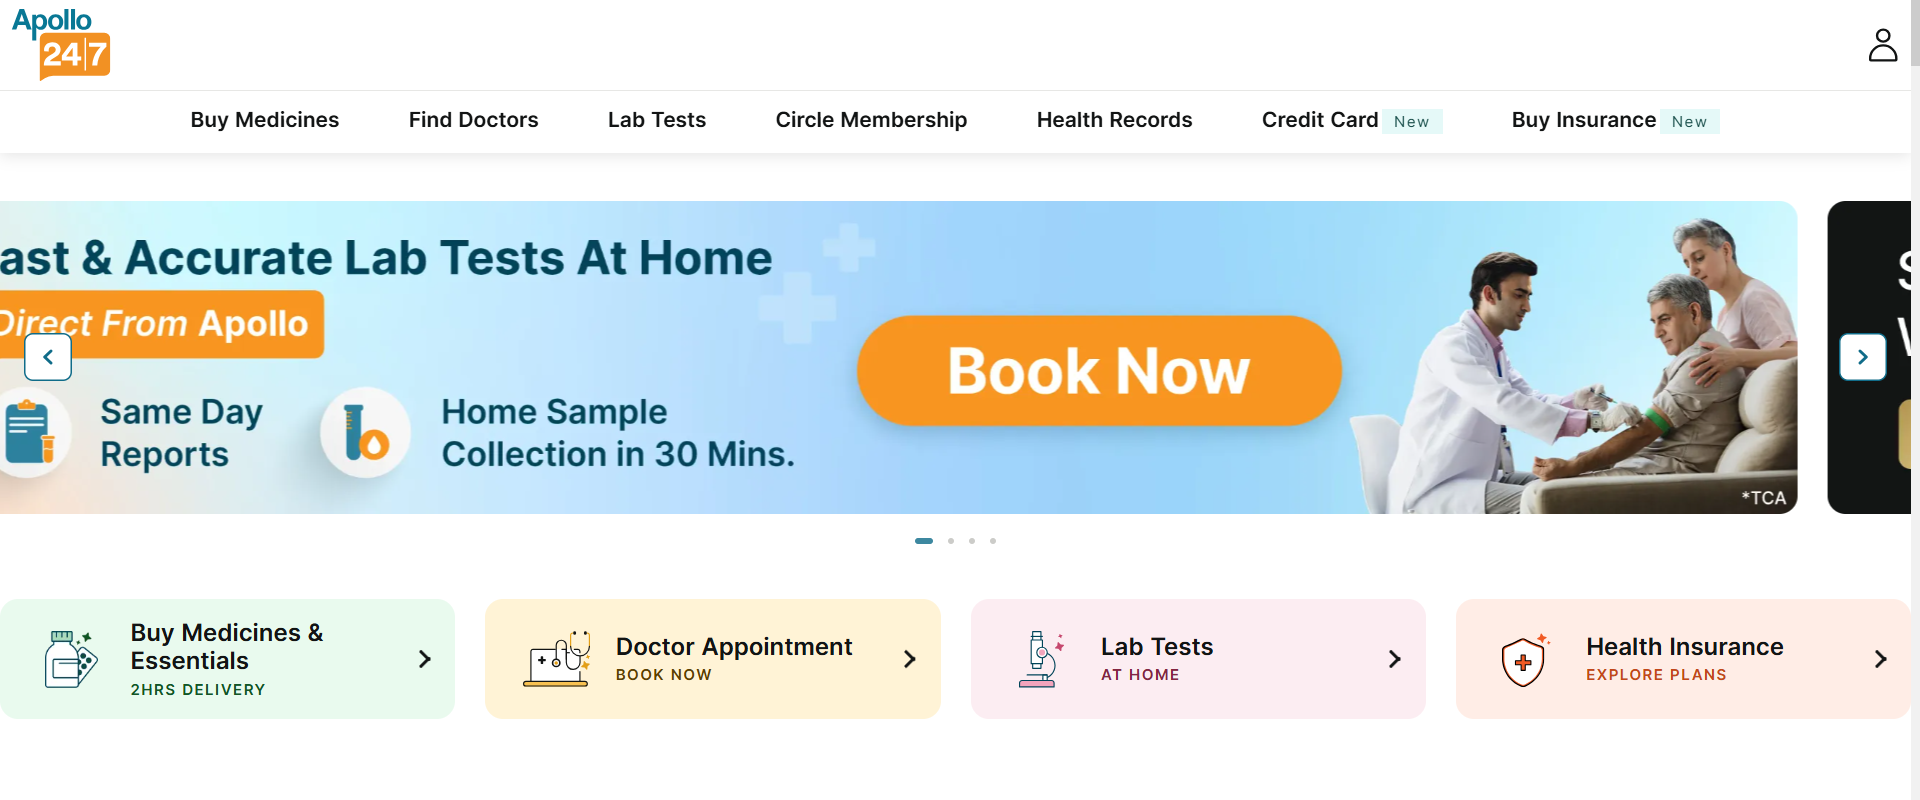 Apollo
24|7
Buy Medicines
Find Doctors
Lab Tests
Circle Membership
Health Records
Credit Card New
Buy Insurance New
ast & Accurate Lab Tests At Home
Direct From Apollo
Same Day
Reports
Home Sample
Collection in 30 Mins.
Book Now
*TCA
Buy Medicines &
Essentials
2HRS DELIVERY
Doctor Appointment
BOOK NOW
Lab Tests
AT HOME
Health Insurance
EXPLORE PLANS